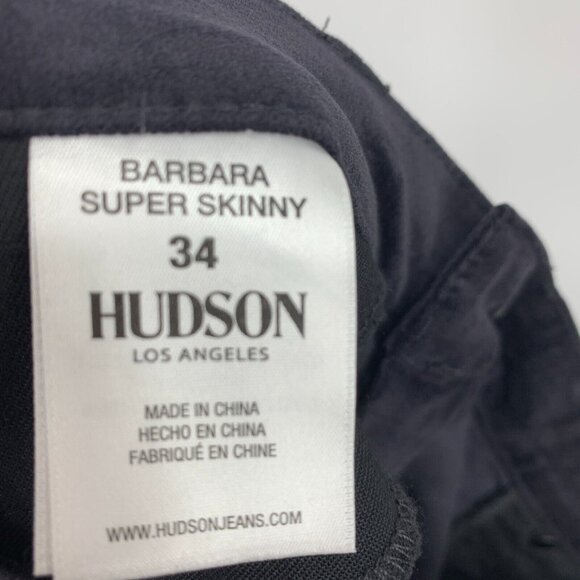 BARBARA
SUPER SKINNY
34
HUDSON
LOS ANGELES
MADE IN CHINA
HECHO EN CHINA
FABRIQUÉ EN CHINE
WWW.HUDSONJEANS.COM